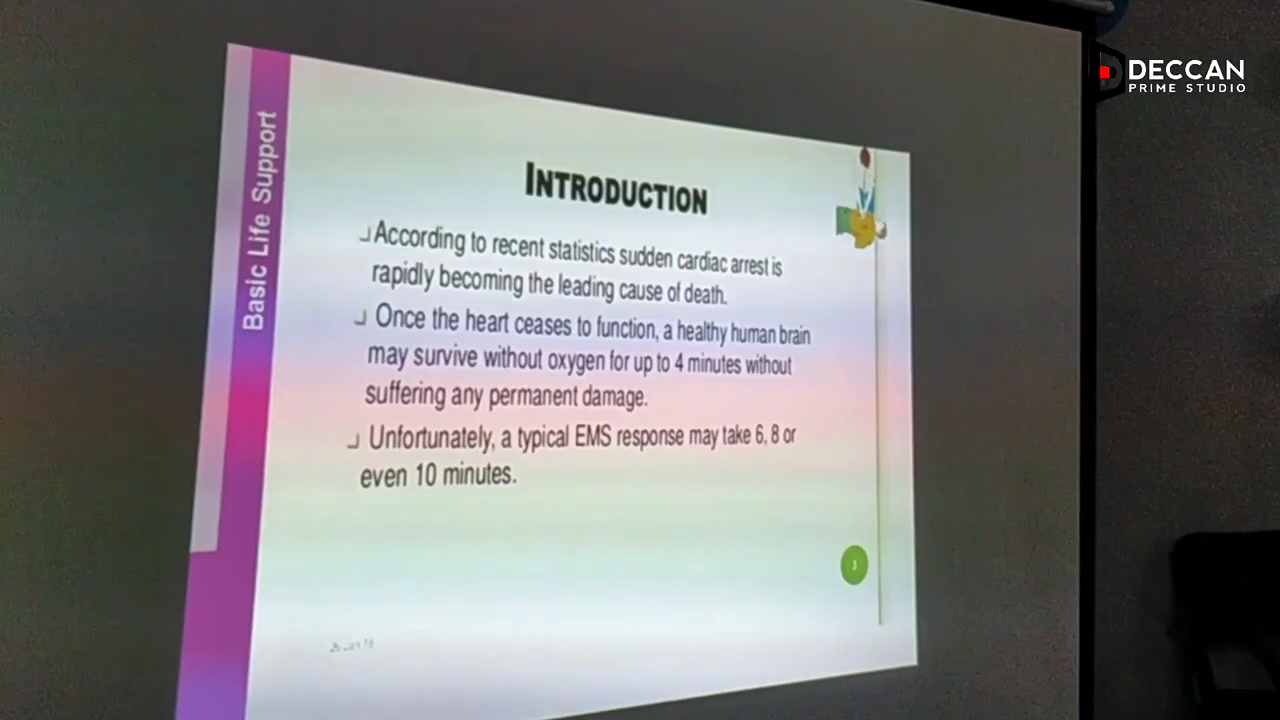 DECCAN
PRIME STUDIO
Basic Life Support
INTRODUCTION
According to recent statistics sudden cardiac arrest is
rapidly becoming the leading cause of death.
Once the heart ceases to function, a healthy human brain
may survive without oxygen for up to 4 minutes without
suffering any permanent damage.
Unfortunately, a typical EMS response may take 6, 8 or
even 10 minutes.
3